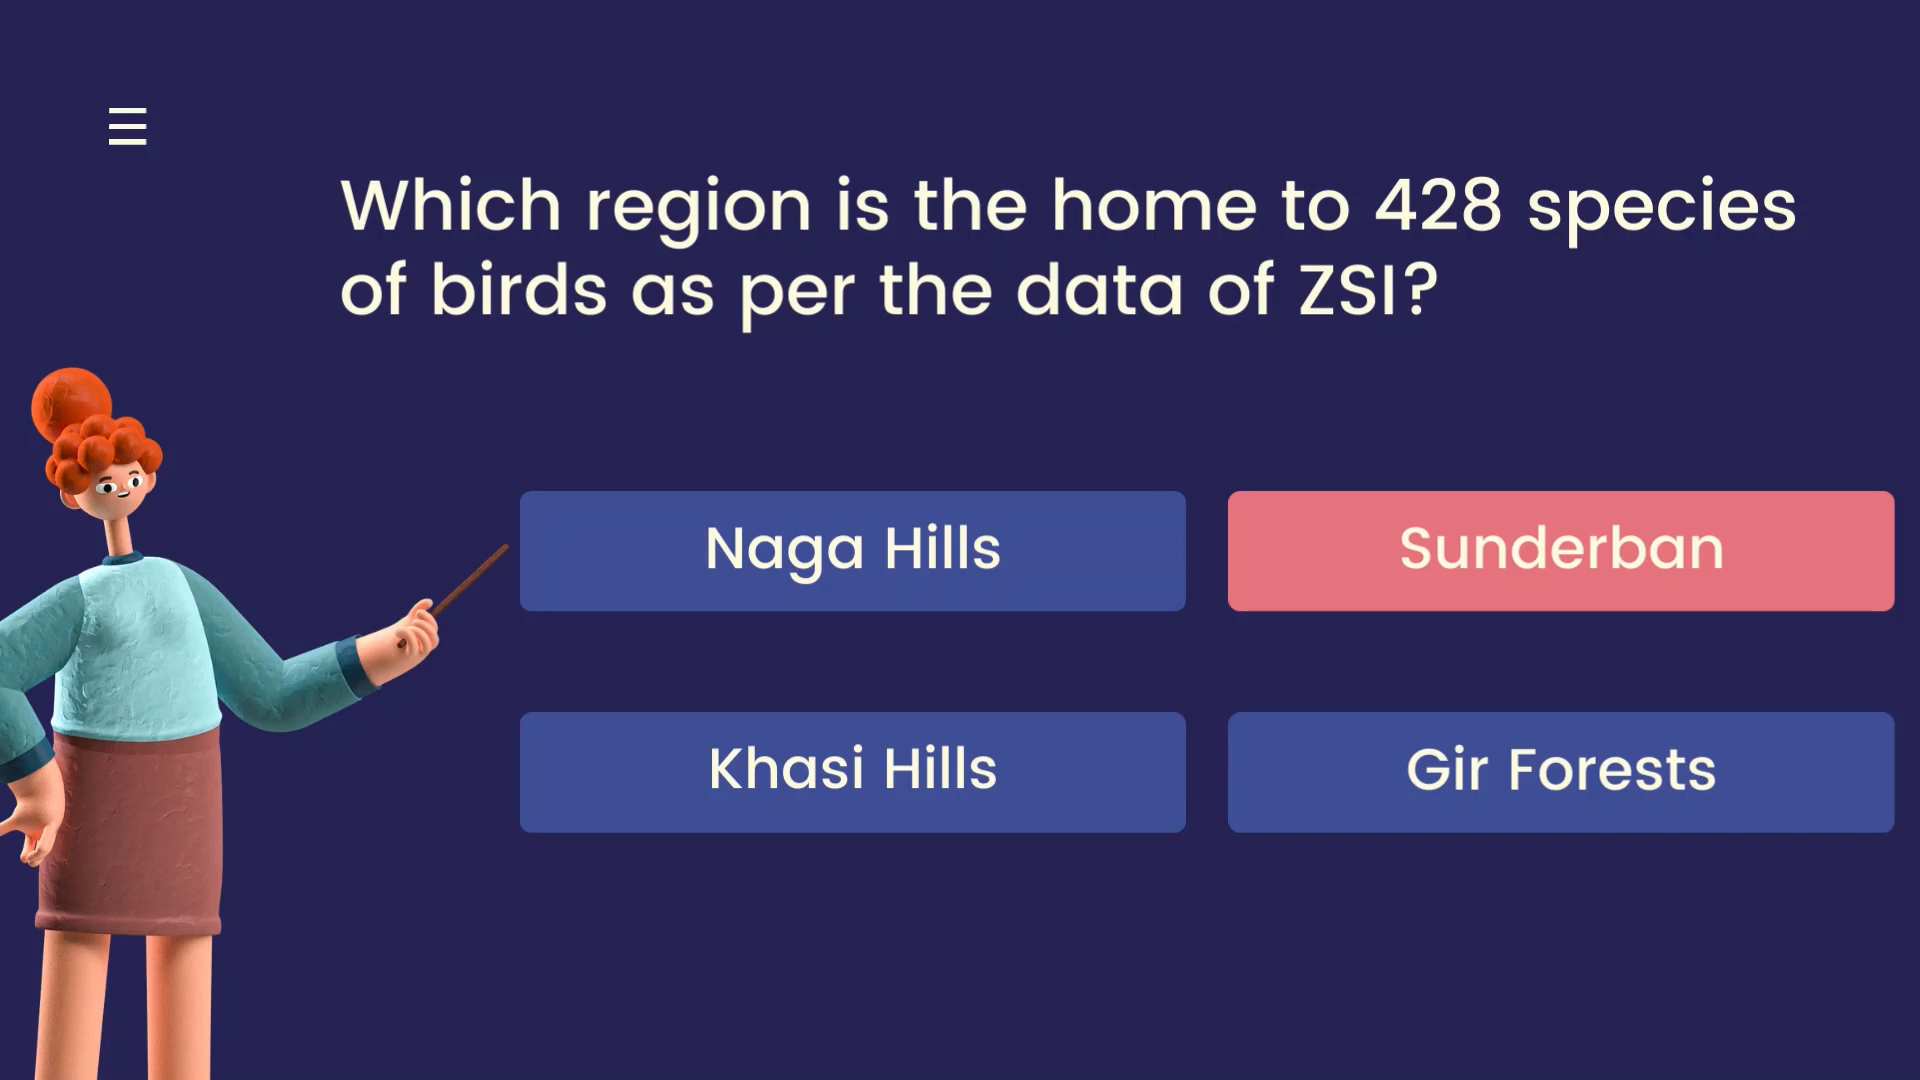 Which region is the home to 428 species
of birds as per the data of ZSI?
Naga Hills
Sunderban
Khasi Hills
Gir Forests